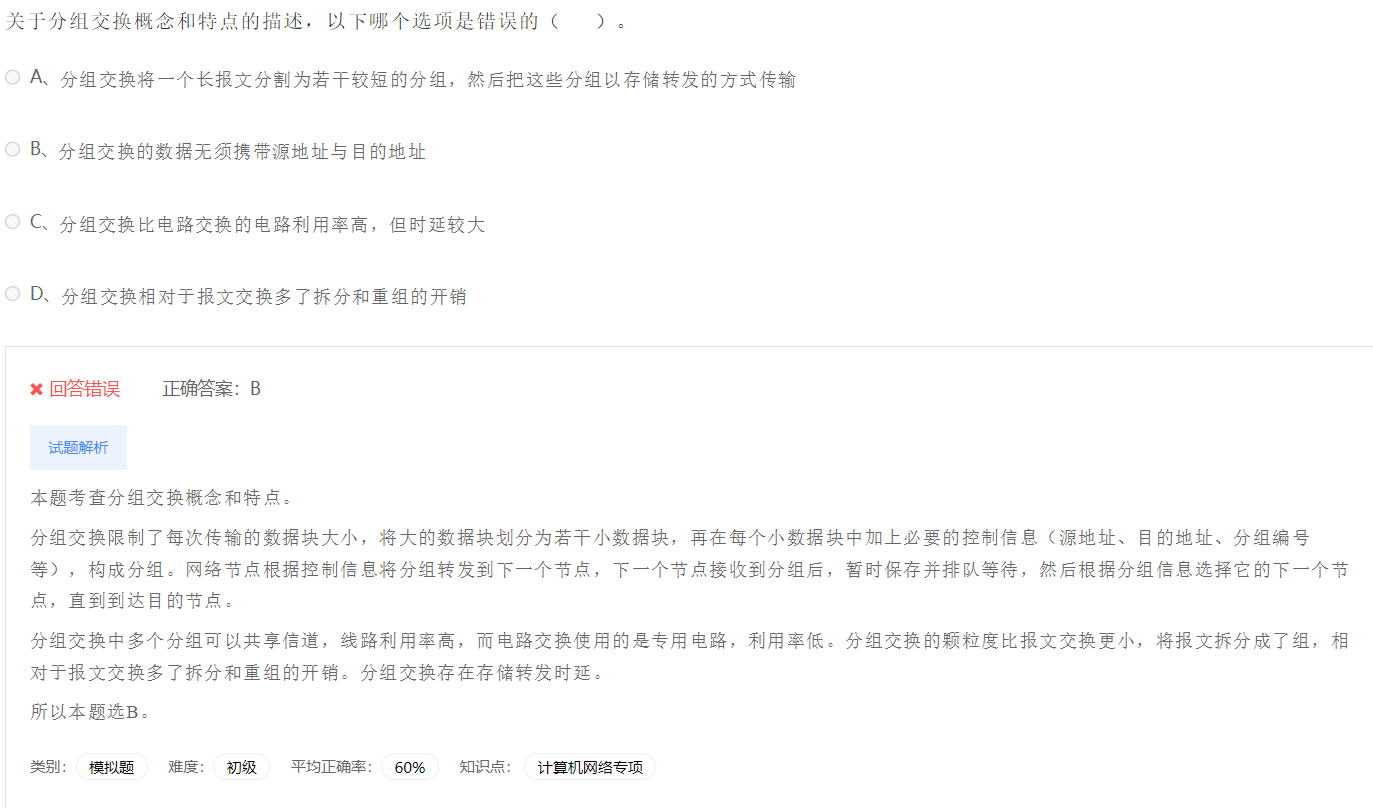 关于分组交换概念和特点的描述，以下哪个选项是错误的（　　）。
A、分组交换将一个长报文分割为若干较短的分组，然后把这些分组以存储转发的方式传输
B、分组交换的数据无须携带源地址与目的地址
C、分组交换比电路交换的电路利用率高，但时延较大
D、分组交换相对于报文交换多了拆分和重组的开销
回答错误 正确答案：B
试题解析
本题考查分组交换概念和特点。
分组交换限制了每次传输的数据块大小，将大的数据块划分为若干小数据块，再在每个小数据块中加上必要的控制信息（源地址、目的地址、分组编号
等），构成分组。网络节点根据控制信息将分组转发到下一个节点，下一个节点接收到分组后，暂时保存并排队等待，然后根据分组信息选择它的下一个节
点，直到到达目的节点。
分组交换中多个分组可以共享信道，线路利用率高，而电路交换使用的是专用电路，利用率低。分组交换的颗粒度比报文交换更小，将报文拆分成了组，相
对于报文交换多了拆分和重组的开销。分组交换存在存储转发时延。
所以本题选B。
类别： 模拟题 难度： 初级 平均正确率： 60% 知识点： 计算机网络专项